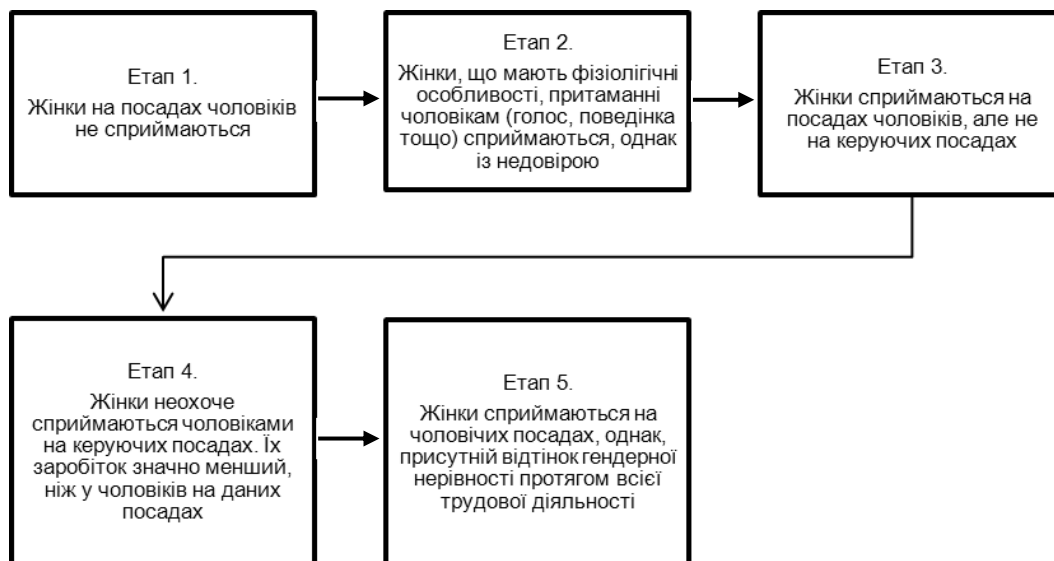 Етап 1.
Жінки на посадах чоловіків
не сприймаються
Етап 2.
Жінки, що мають фізіологічні
особливості, притаманні
чоловікам (голос, поведінка
тощо) сприймаються, однак
із недовірою
Етап 3.
Жінки сприймаються на
посадах чоловіків, але не
на керуючих посадах
Етап 4.
Жінки неохоче
сприймаються чоловіками
на керуючих посадах. Їх
заробіток значно менший,
ніж у чоловіків на даних
посадах
Етап 5.
Жінки сприймаються на
чоловічих посадах, однак,
присутній відтінок гендерної
нерівності протягом всієї
трудової діяльності